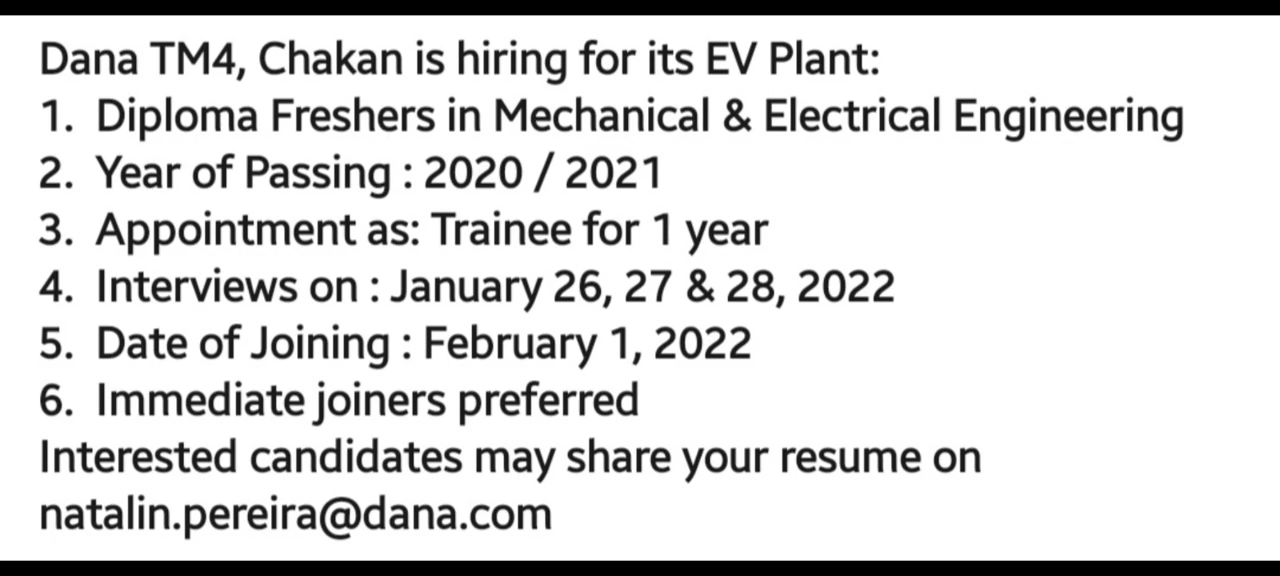 Dana TM4, Chakan is hiring for its EV Plant:
1. Diploma Freshers in Mechanical & Electrical Engineering
2. Year of Passing : 2020 / 2021
3. Appointment as: Trainee for 1 year
4. Interviews on : January 26, 27 & 28, 2022
5. Date of Joining : February 1, 2022
6. Immediate joiners preferred
Interested candidates may share your resume on
natalin.pereira@dana.com